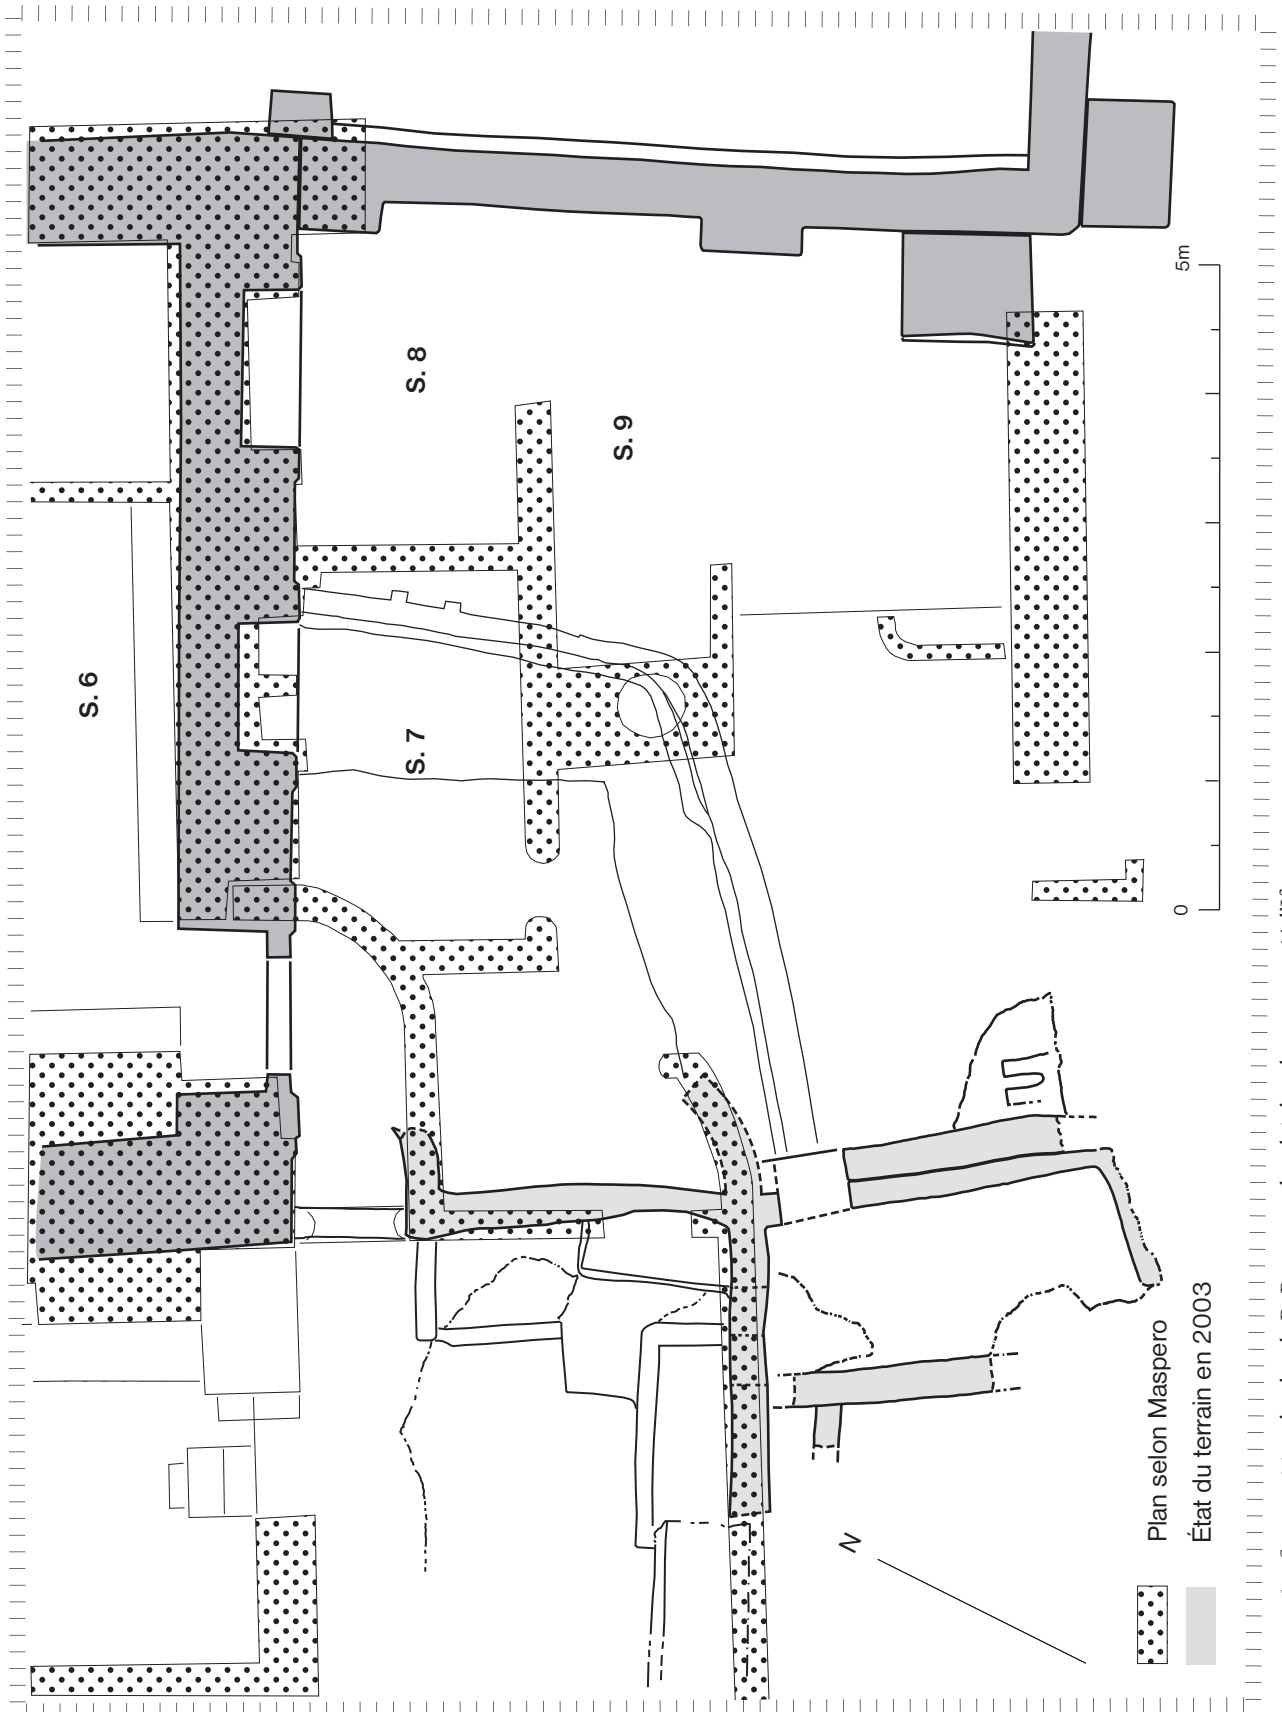 S. 6
S. 7
S. 8
S. 9
0
5m
N
Plan selon Maspero
État du terrain en 2003